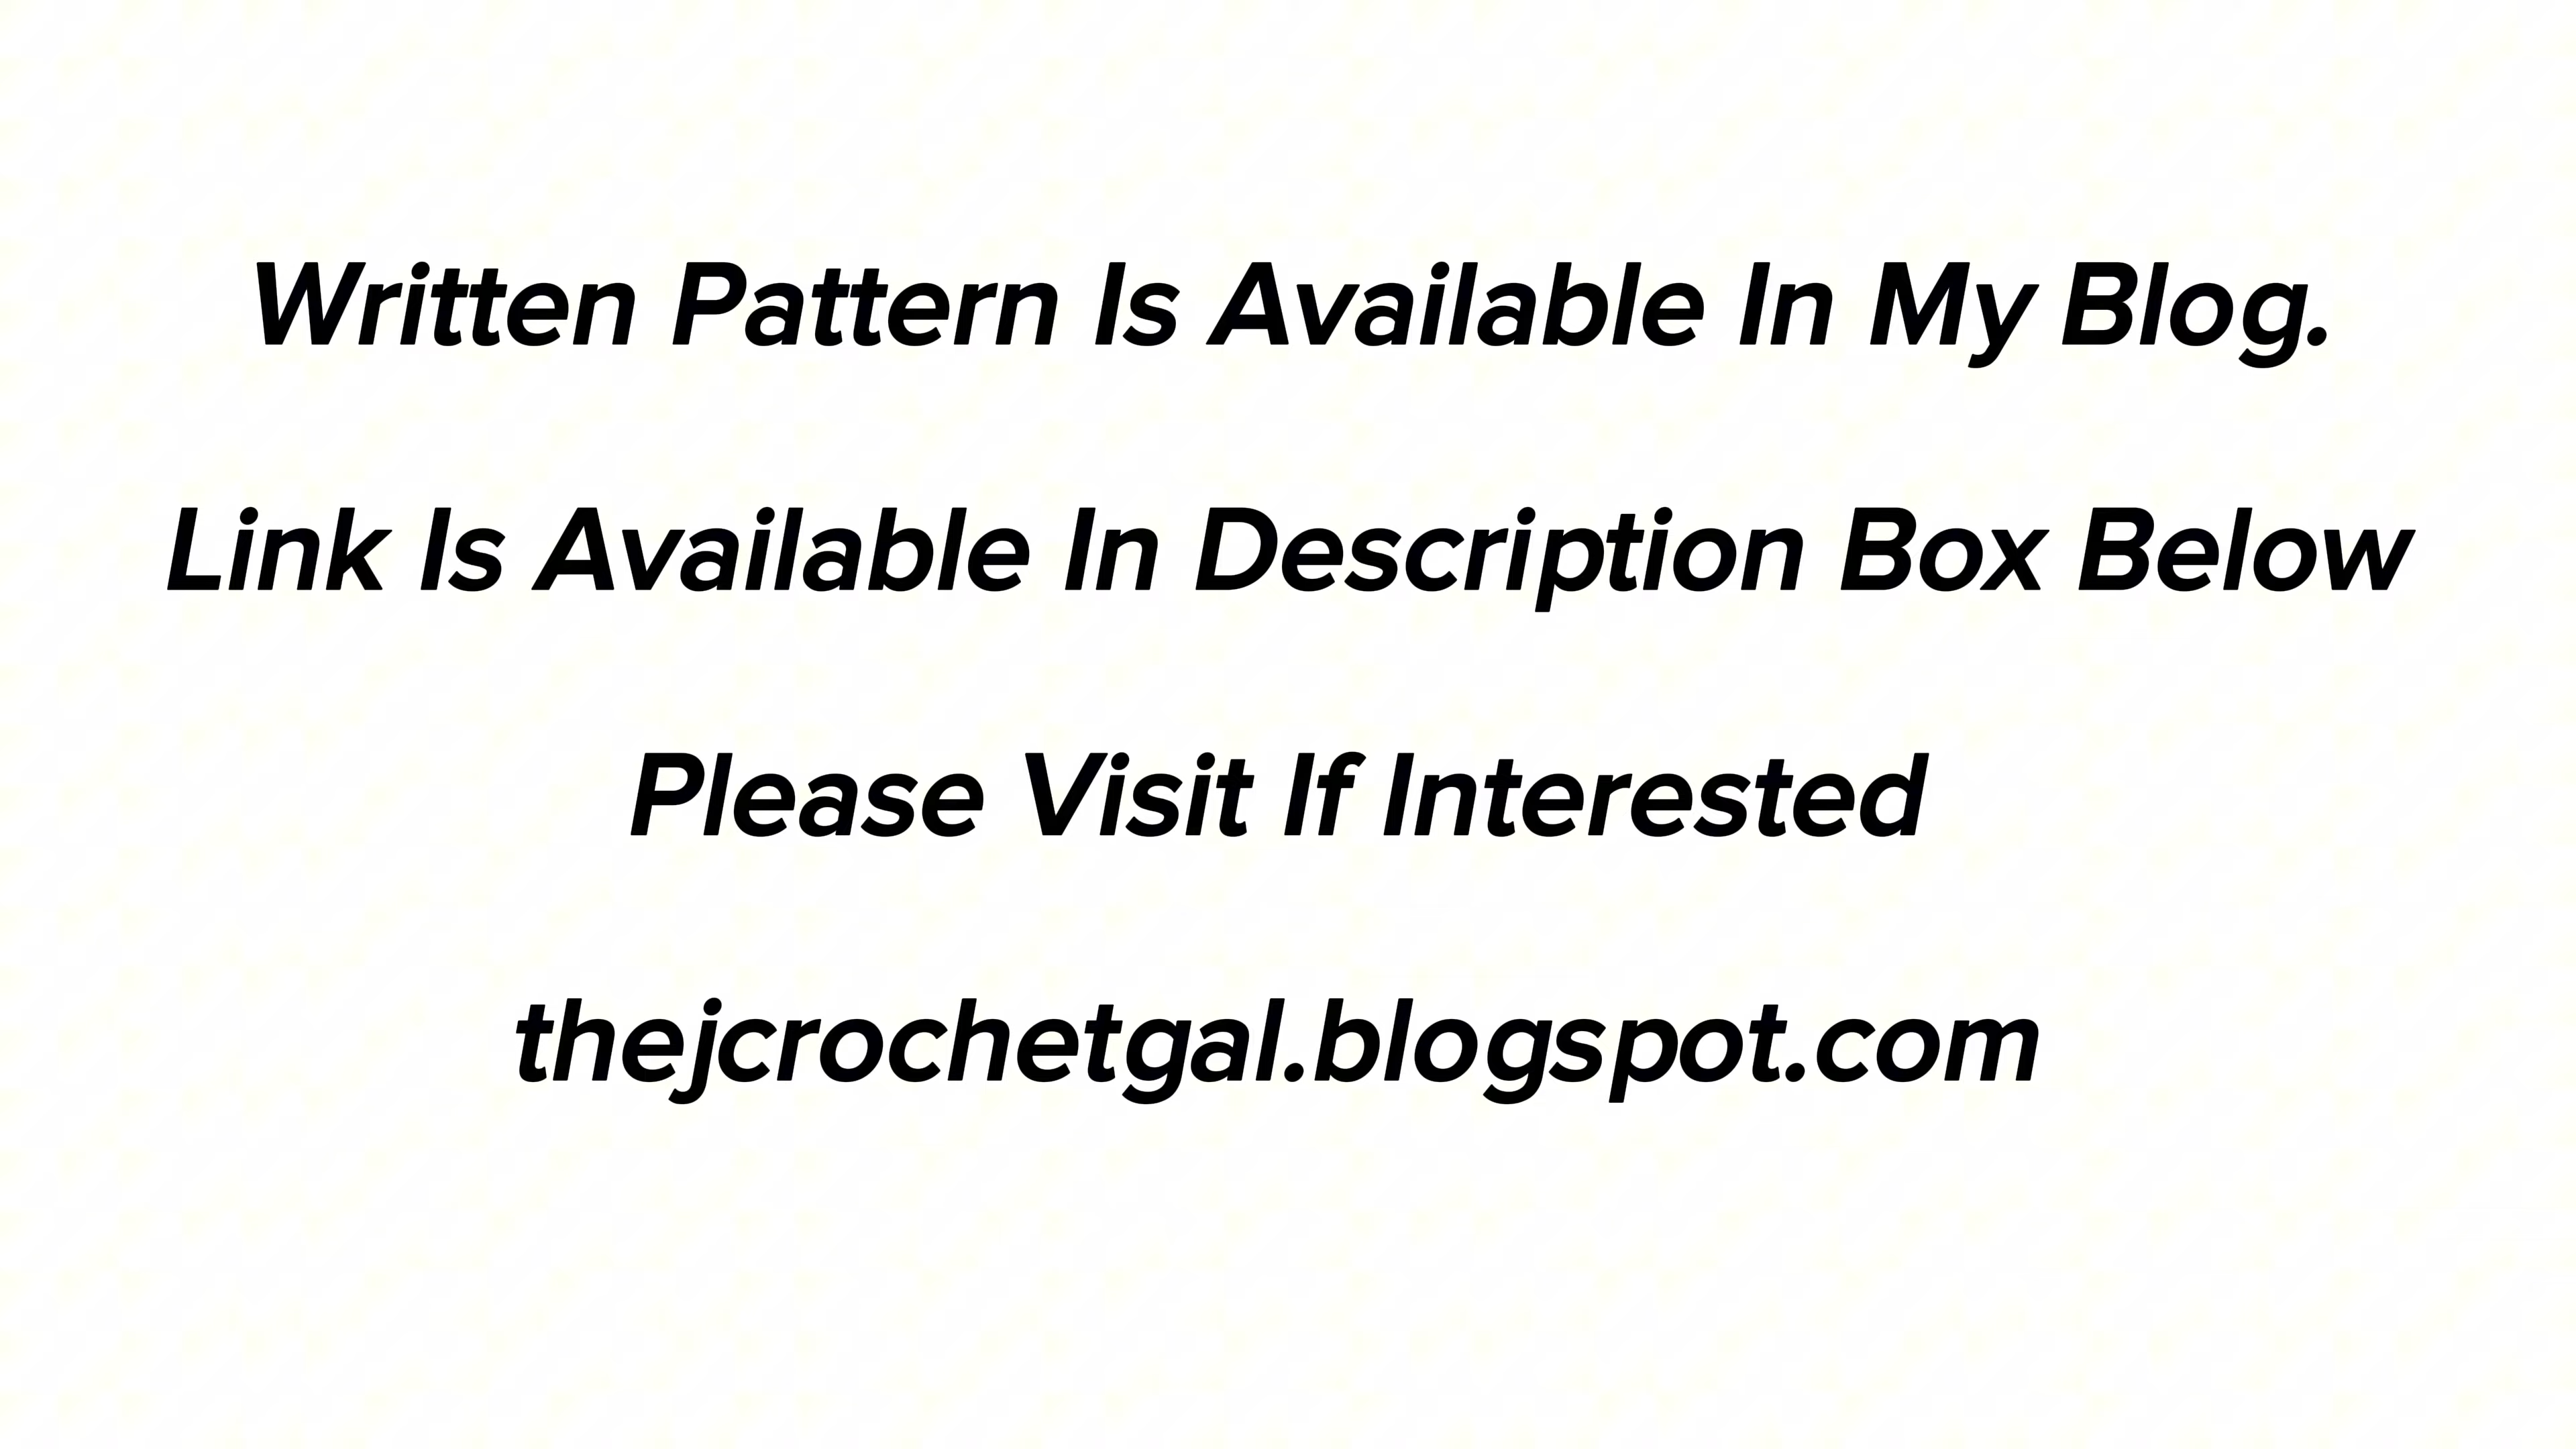 Written Pattern Is Available In My Blog.
Link Is Available In Description Box Below
Please Visit If Interested
thejcrochetgal.blogspot.com